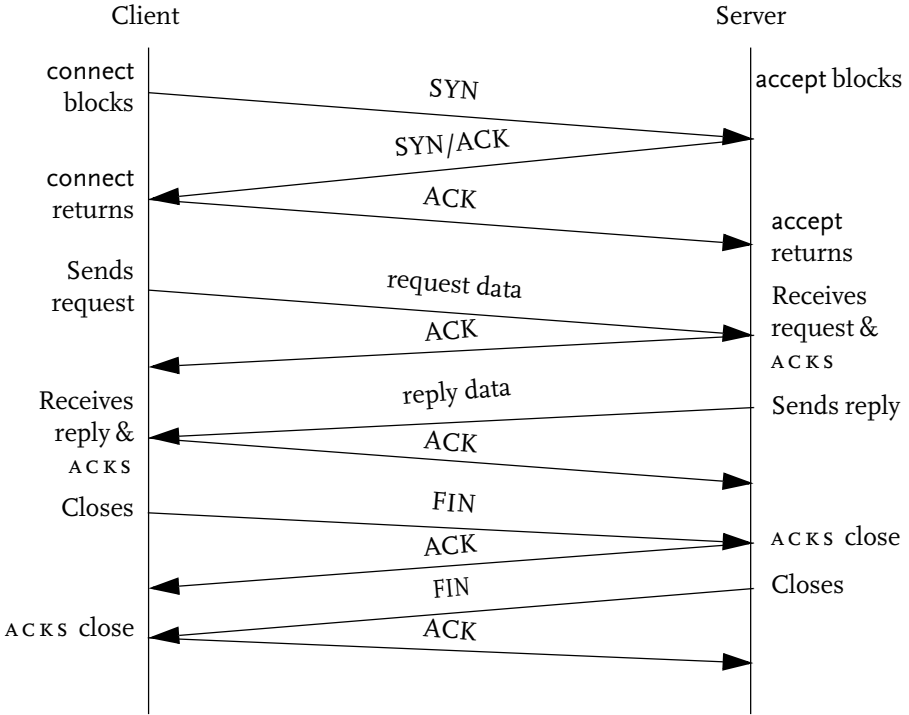 Client
Server
connect
blocks
SYN
accept blocks
SYN/ACK
connect
returns
ACK
accept
returns
Sends
request
request data
Receives
request &
ACKS
ACK
reply data
Sends reply
Receives
reply &
ACKS
ACK
Closes
FIN
ACKS close
ACK
FIN
Closes
ACKS close
ACK